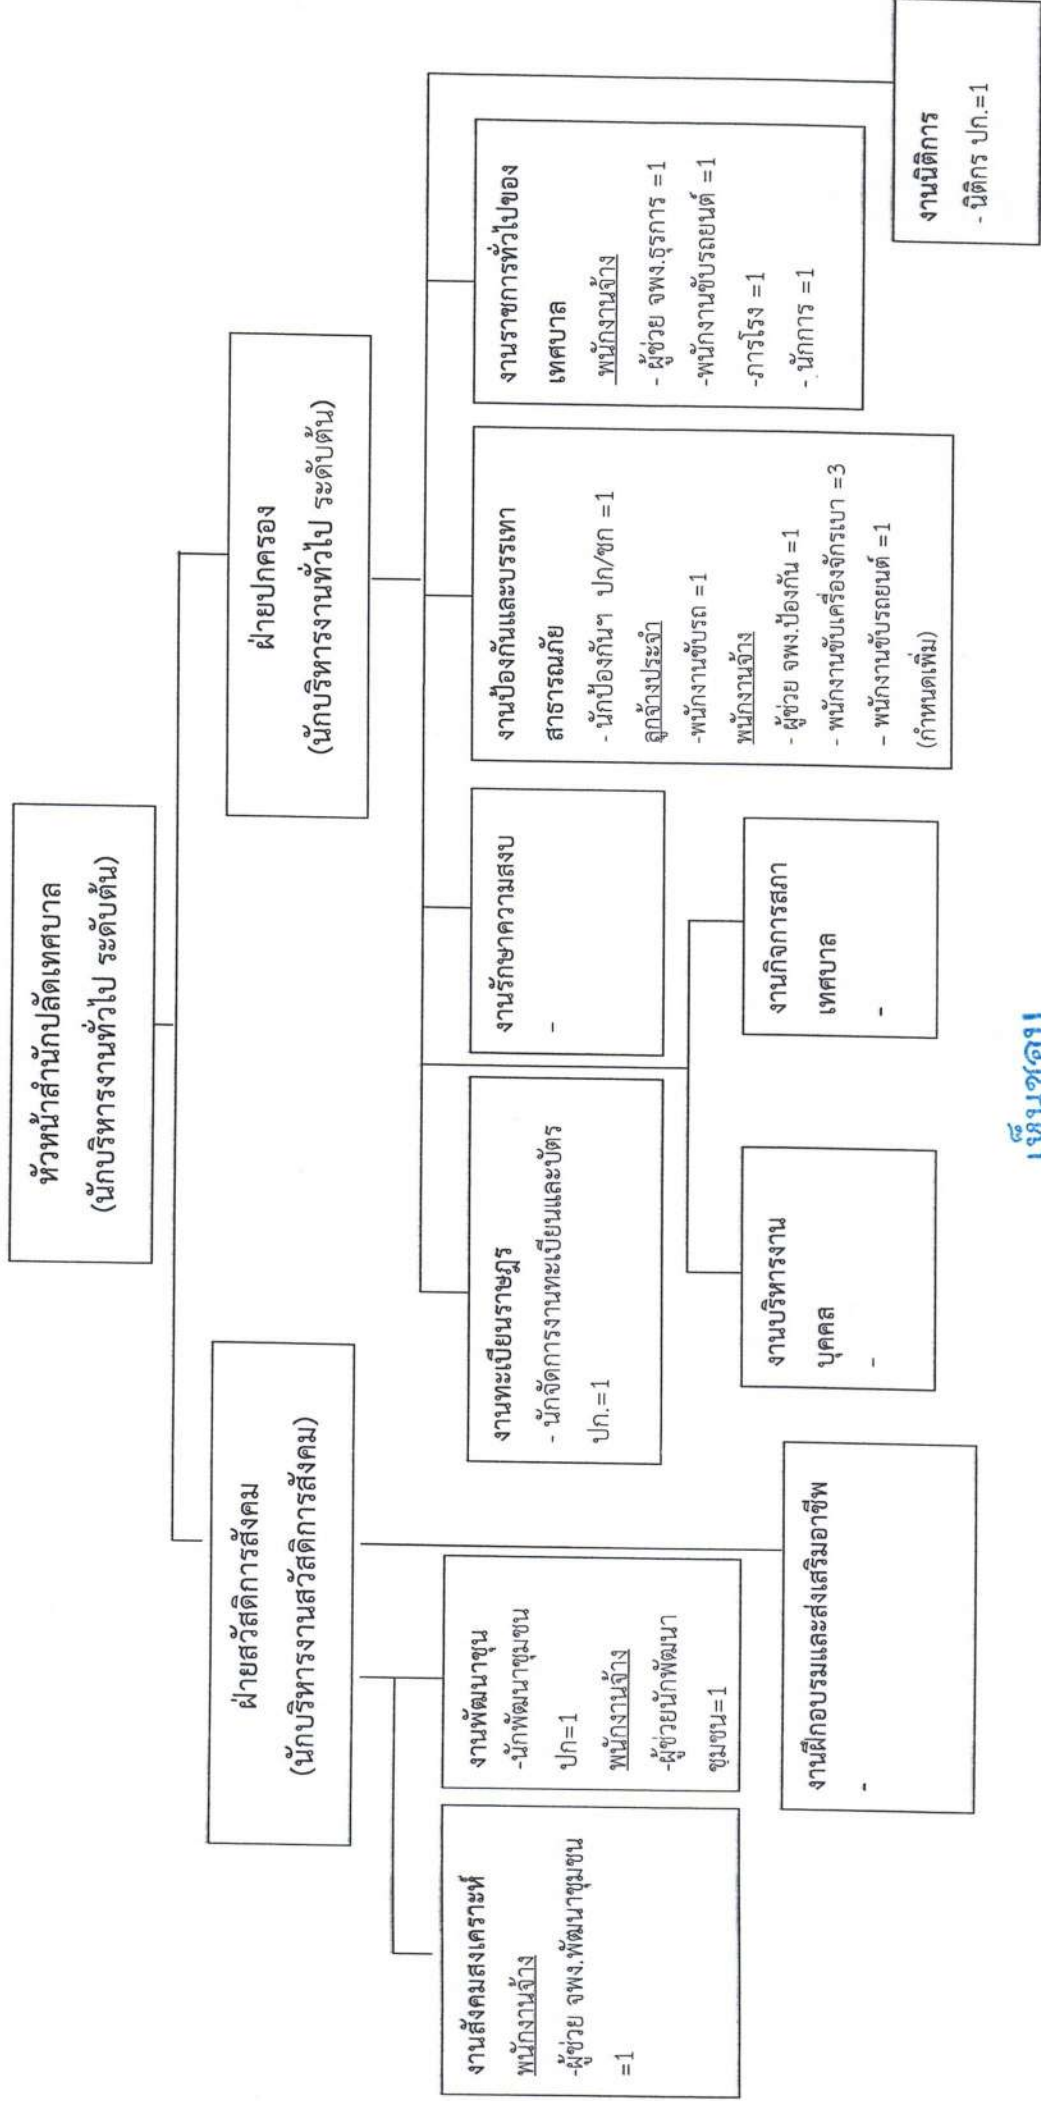 หัวหน้าสำนักปลัดเทศบาล
(นักบริหารงานทั่วไป ระดับต้น)
ฝ่ายสวัสดิการสังคม
(นักบริหารงานสวัสดิการสังคม)
ฝ่ายปกครอง
(นักบริหารงานทั่วไป ระดับต้น)
งานสังคมสงเคราะห์
พนักงานจ้าง
-ผู้ช่วย จพง.พัฒนาชุมชน
=1
งานพัฒนาชุน
-นักพัฒนาชุมชน
ปก=1
พนักงานจ้าง
-ผู้ช่วยนักพัฒนา
ชุมชน=1
งานฝึกอบรมและส่งเสริมอาชีพ
-
งานทะเบียนราษฎร
- นักจัดการงานทะเบียนและบัตร
ปก.=1
งานรักษาความสงบ
–
งานป้องกันและบรรเทา
สาธารณภัย
- นักป้องกันฯ ปก/ชก =1
ลูกจ้างประจำ
-พนักงานขับรถ =1
พนักงานจ้าง
- ผู้ช่วย จพง.ป้องกัน =1
- พนักงานขับเครื่องจักรเบา =3
– พนักงานขับรถยนต์ =1
(กำหนดเพิ่ม)
งานราชการทั่วไปของ
เทศบาล
พนักงานจ้าง
- ผู้ช่วย จพง.ธุรการ =1
-พนักงานขับรถยนต์ =1
-ภารโรง =1
- นักการ =1
งานบริหารงาน
บุคคล
-
งานกิจการสภา
เทศบาล
-
งานนิติการ
- นิติกร ปก.=1
เห็นชอบ